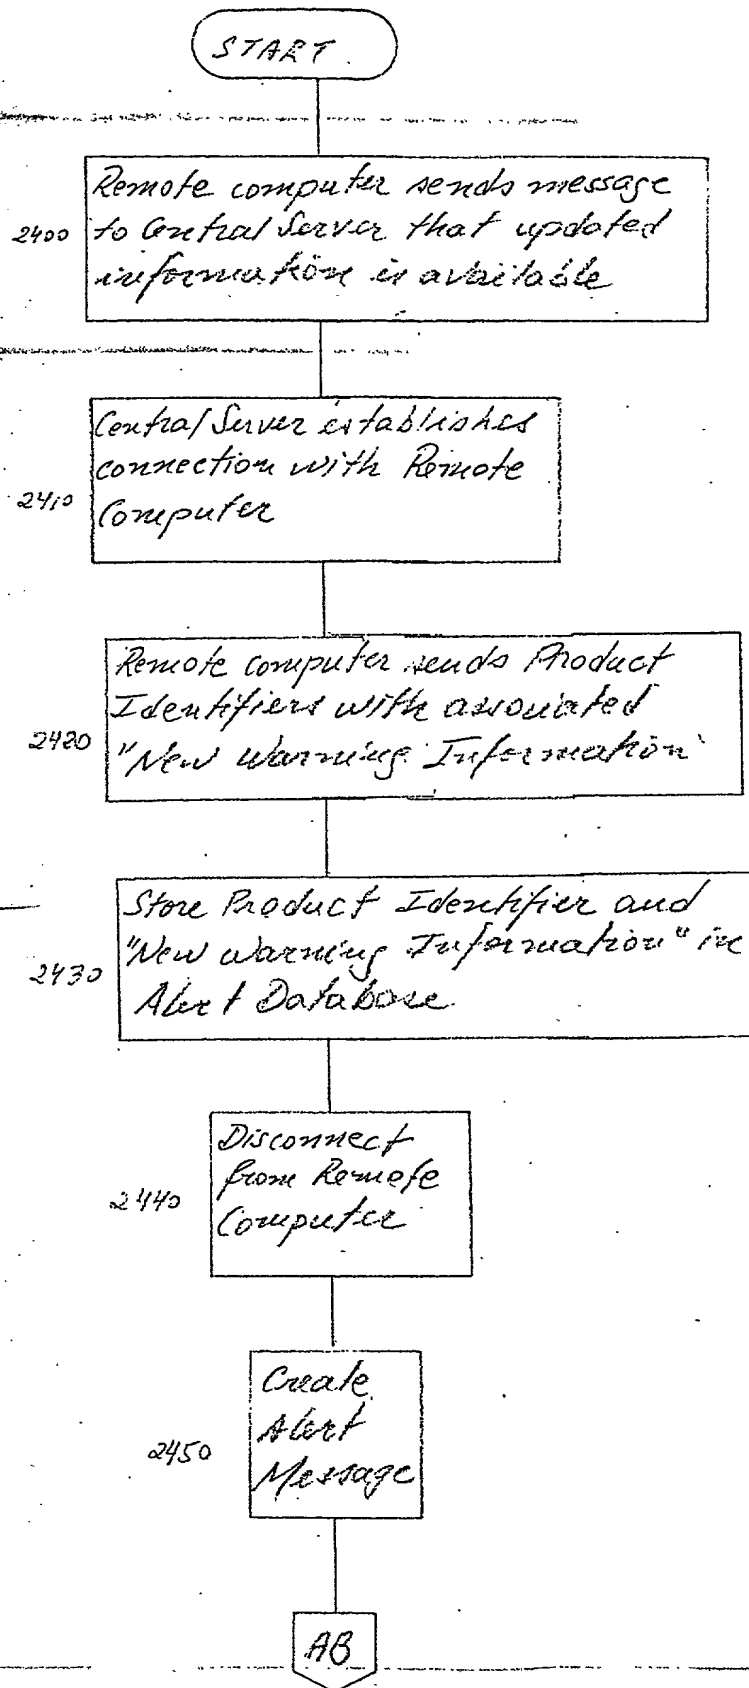 START
Remote computer sends message
2400 to Central Server that updated
information is available
Central Server establishes
connection with Remote
2410 Computer
Remote computer sends Product
Identifiers with associated
2420 "New Warning Information"
Store Product Identifier and
"New Warning Information" in
2430 Alert Database
Disconnect
from Remote
2440 Computer
Create
2450 Alert
Message
AB